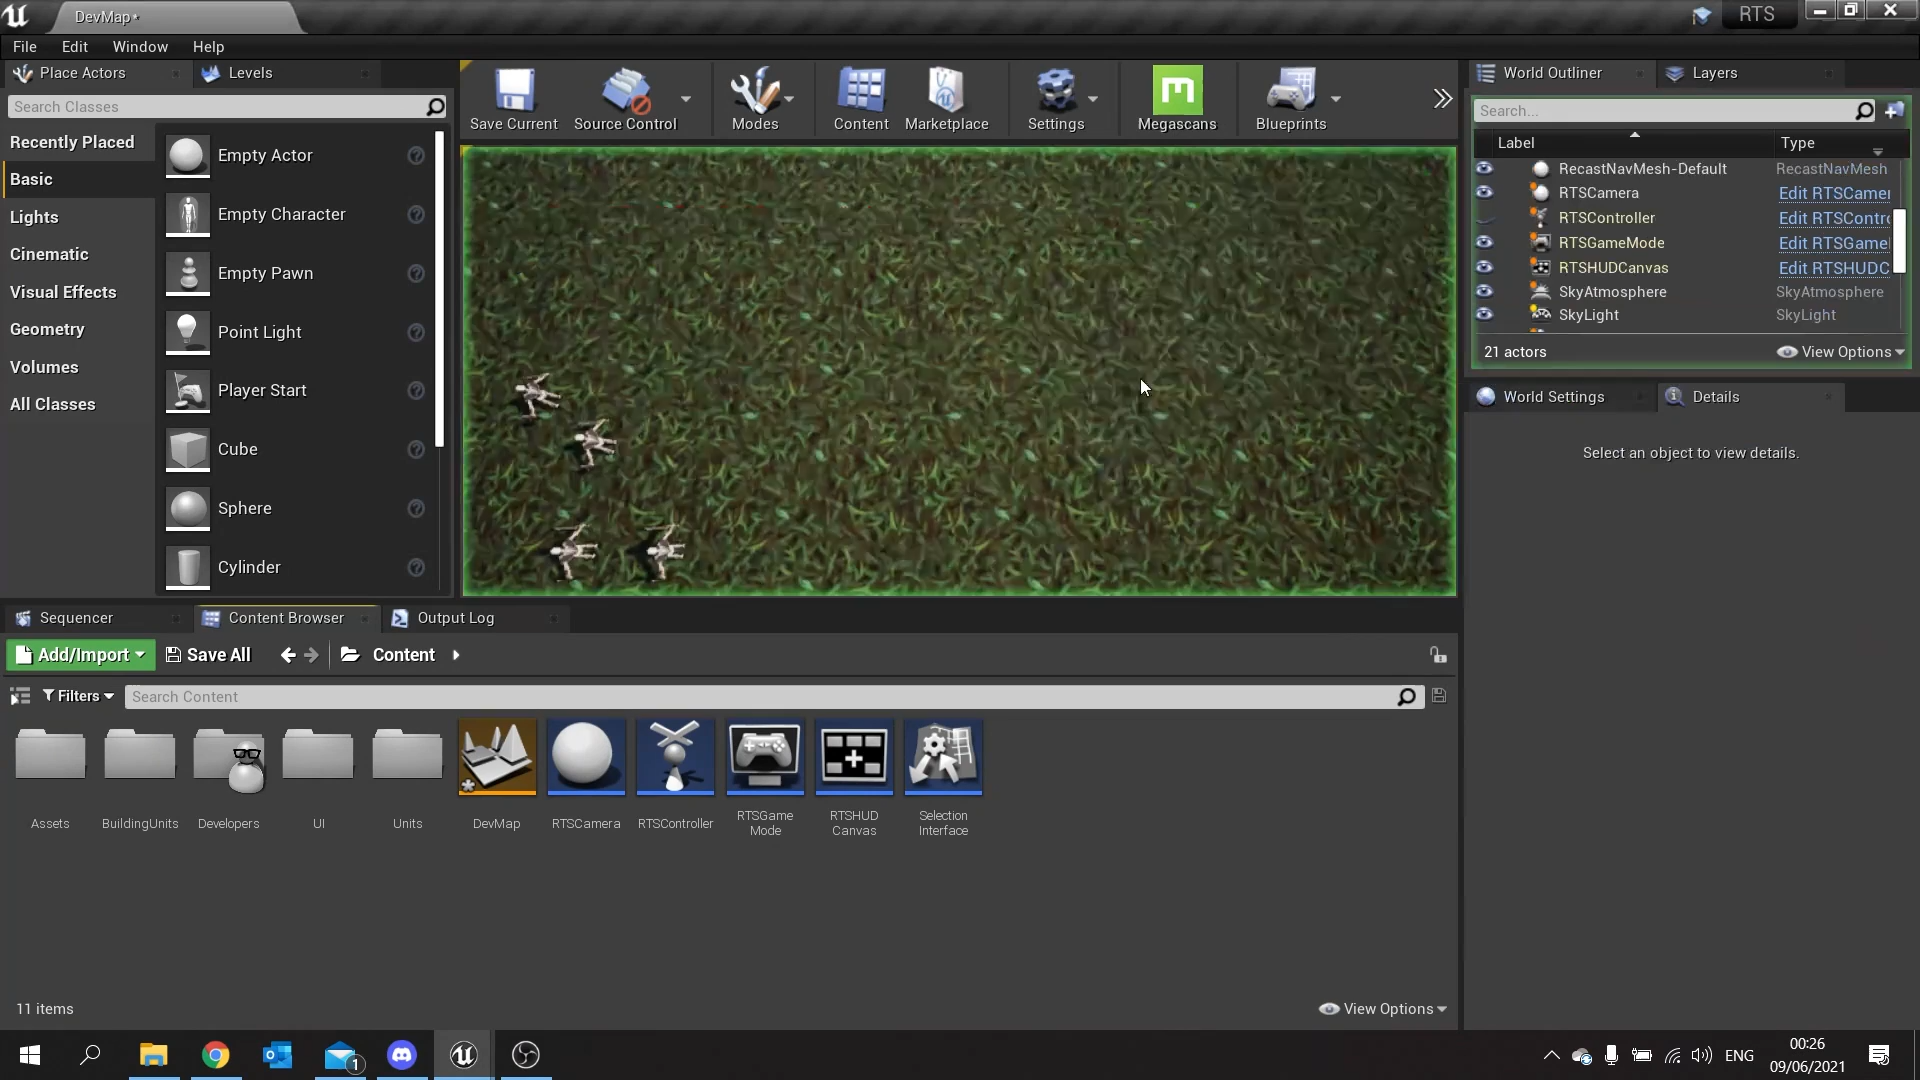 DevMap*
RTS
File Edit Window Help
Place Actors
Levels
Search Classes
Recently Placed
Basic
Lights
Cinematic
Visual Effects
Geometry
Volumes
All Classes
Empty Actor
Empty Character
Empty Pawn
Point Light
Player Start
Cube
Sphere
Cylinder
Save Current
Source Control
Modes
Content
Marketplace
Settings
Megascans
Blueprints
World Outliner
Layers
Search...
Label Type
RecastNavMesh-Default RecastNavMesh
RTSCamera Edit RTSCamer
RTSController Edit RTSContro
RTSGameMode Edit RTSGameI
RTSHUDCanvas Edit RTSHUDC
SkyAtmosphere SkyAtmosphere
SkyLight SkyLight
21 actors
View Options
World Settings
Details
Select an object to view details.
Sequencer
Content Browser
Output Log
Add/Import
Save All
Content
Filters
Search Content
Assets
BuildingUnits
Developers
UI
Units
DevMap
RTSCamera
RTSController
RTSGame
Mode
RTSHUD
Canvas
Selection
Interface
11 items
View Options
1
ENG
00:26
09/06/2021